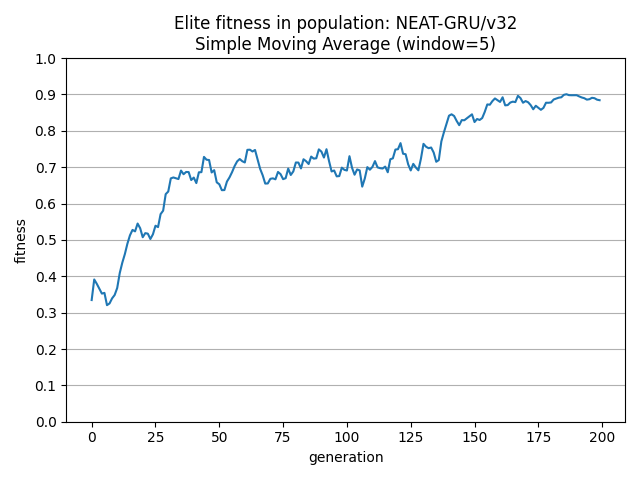 Elite fitness in population: NEAT-GRU/v32
Simple Moving Average (window=5)
1.0
0.9
0.8
0.7
0.6
0.5
0.4
0.3
0.2
0.1
0.0
fitness
0 25 50 75 100 125 150 175 200
generation